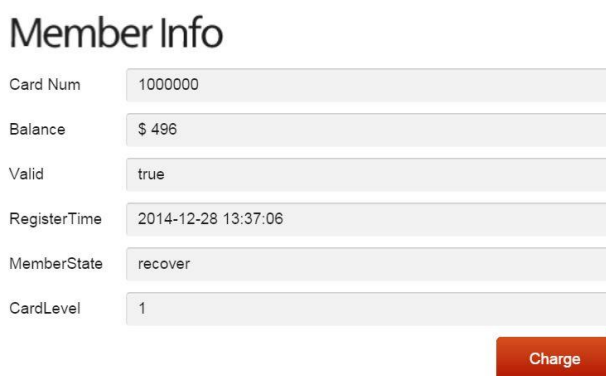 Member Info
Card Num 1000000
Balance $ 496
Valid true
RegisterTime 2014-12-28 13:37:06
MemberState recover
CardLevel 1
Charge